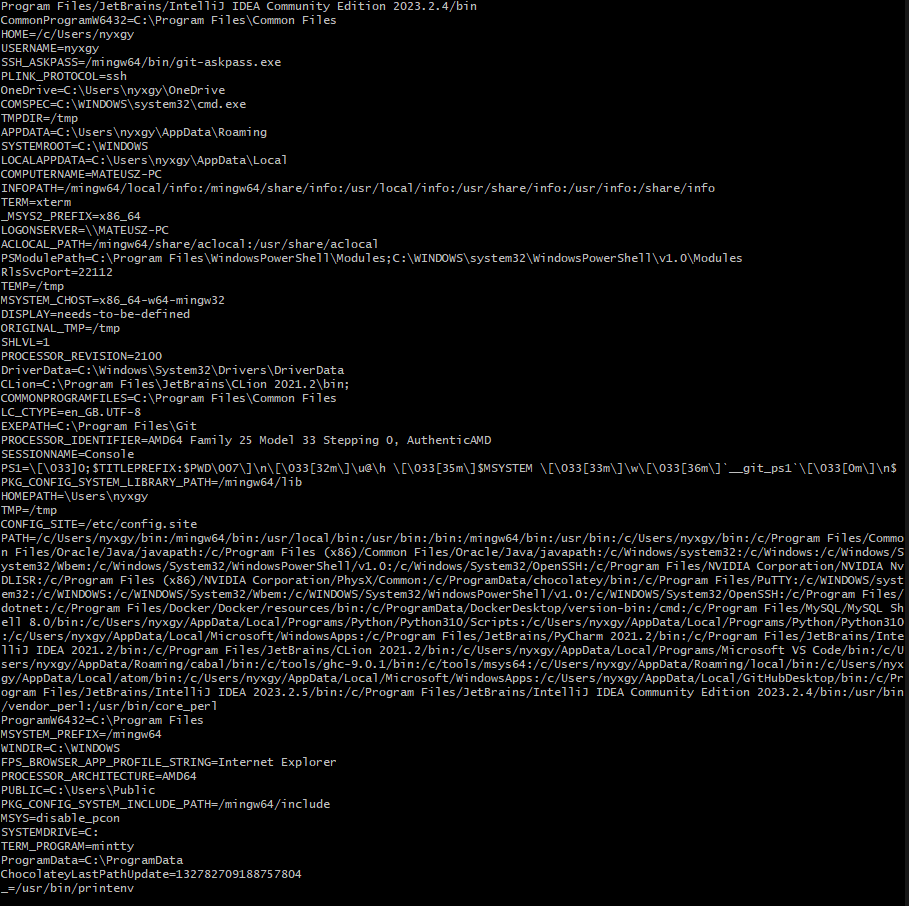 Program Files/JetBrains/IntelliJ IDEA Community Edition 2023.2.4/bin
CommonProgramW6432=C:\Program Files\Common Files
HOME=/c/Users/nyxgy
USERNAME=nyxgy
SSH_ASKPASS=/mingw64/bin/git-askpass.exe
PLINK_PROTOCOL=ssh
OneDrive=C:\Users\nyxgy\OneDrive
COMSPEC=C:\WINDOWS\system32\cmd.exe
TMPDIR=/tmp
APPDATA=C:\Users\nyxgy\AppData\Roaming
SYSTEMROOT=C:\WINDOWS
LOCALAPPDATA=C:\Users\nyxgy\AppData\Local
COMPUTERNAME=MATEUSZ-PC
INFOPATH=/mingw64/local/info:/mingw64/share/info:/usr/local/info:/usr/share/info:/usr/info:/share/info
TERM=xterm
_MSYS2_PREFIX=x86_64
LOGONSERVER=\\MATEUSZ-PC
ACLOCAL_PATH=/mingw64/share/aclocal:/usr/share/aclocal
PSModulePath=C:\Program Files\WindowsPowerShell\Modules;C:\WINDOWS\system32\WindowsPowerShell\v1.0\Modules
RlsSvcPort=22112
TEMP=/tmp
MSYSTEM_CHOST=x86_64-w64-mingw32
DISPLAY=needs-to-be-defined
ORIGINAL_TMP=/tmp
SHLVL=1
PROCESSOR_REVISION=2100
DriverData=C:\Windows\System32\Drivers\DriverData
CLion=C:\Program Files\JetBrains\CLion 2021.2\bin;
COMMONPROGRAMFILES=C:\Program Files\Common Files
LC_CTYPE=en_GB.UTF-8
EXEPATH=C:\Program Files\Git
PROCESSOR_IDENTIFIER=AMD64 Family 25 Model 33 Stepping 0, AuthenticAMD
SESSIONNAME=Console
PS1=\[\033]0;$TITLEPREFIX:$PWD\007\]\n\[\033[32m\]\u@\h \[\033[35m\]$MSYSTEM \[\033[33m\]\w\[\033[36m\]`__git_ps1`\[\033[0m\]\n$
PKG_CONFIG_SYSTEM_LIBRARY_PATH=/mingw64/lib
HOMEPATH=\Users\nyxgy
TMP=/tmp
CONFIG_SITE=/etc/config.site
PATH=/c/Users/nyxgy/bin:/mingw64/bin:/usr/local/bin:/usr/bin:/bin:/mingw64/bin:/usr/bin:/c/Users/nyxgy/bin:/c/Program Files/Commo
n Files/Oracle/Java/javapath:/c/Program Files (x86)/Common Files/Oracle/Java/javapath:/c/Windows/system32:/c/Windows:/c/Windows/S
ystem32/Wbem:/c/Windows/System32/WindowsPowerShell/v1.0:/c/Windows/System32/OpenSSH:/c/Program Files/NVIDIA Corporation/NVIDIA Nv
DLISR:/c/Program Files (x86)/NVIDIA Corporation/PhysX/Common:/c/ProgramData/chocolatey/bin:/c/Program Files/PuTTY:/c/WINDOWS/syst
em32:/c/WINDOWS:/c/WINDOWS/System32/Wbem:/c/WINDOWS/System32/WindowsPowerShell/v1.0:/c/WINDOWS/System32/OpenSSH:/c/Program Files/
dotnet:/c/Program Files/Docker/Docker/resources/bin:/c/ProgramData/DockerDesktop/version-bin:/cmd:/c/Program Files/MySQL/MySQL Sh
ell 8.0/bin:/c/Users/nyxgy/AppData/Local/Programs/Python/Python310/Scripts:/c/Users/nyxgy/AppData/Local/Programs/Python/Python310
:/c/Users/nyxgy/AppData/Local/Microsoft/WindowsApps:/c/Program Files/JetBrains/PyCharm 2021.2/bin:/c/Program Files/JetBrains/Inte
lliJ IDEA 2021.2/bin:/c/Program Files/JetBrains/CLion 2021.2/bin:/c/Users/nyxgy/AppData/Local/Programs/Microsoft VS Code/bin:/c/U
sers/nyxgy/AppData/Roaming/cabal/bin:/c/tools/ghc-9.0.1/bin:/c/tools/msys64:/c/Users/nyxgy/AppData/Roaming/local/bin:/c/Users/nyx
gy/AppData/Local/atom/bin:/c/Users/nyxgy/AppData/Local/Microsoft/WindowsApps:/c/Users/nyxgy/AppData/Local/GitHubDesktop/bin:/c/Pr
ogram Files/JetBrains/IntelliJ IDEA 2023.2.5/bin:/c/Program Files/JetBrains/IntelliJ IDEA Community Edition 2023.2.4/bin:/usr/bin
/vendor_perl:/usr/bin/core_perl
ProgramW6432=C:\Program Files
MSYSTEM_PREFIX=/mingw64
WINDIR=C:\WINDOWS
FPS_BROWSER_APP_PROFILE_STRING=Internet Explorer
PROCESSOR_ARCHITECTURE=AMD64
PUBLIC=C:\Users\Public
PKG_CONFIG_SYSTEM_INCLUDE_PATH=/mingw64/include
MSYS=disable_pcon
SYSTEMDRIVE=C:
TERM_PROGRAM=mintty
ProgramData=C:\ProgramData
ChocolateyLastPathUpdate=132782709188757804
_=/usr/bin/printenv